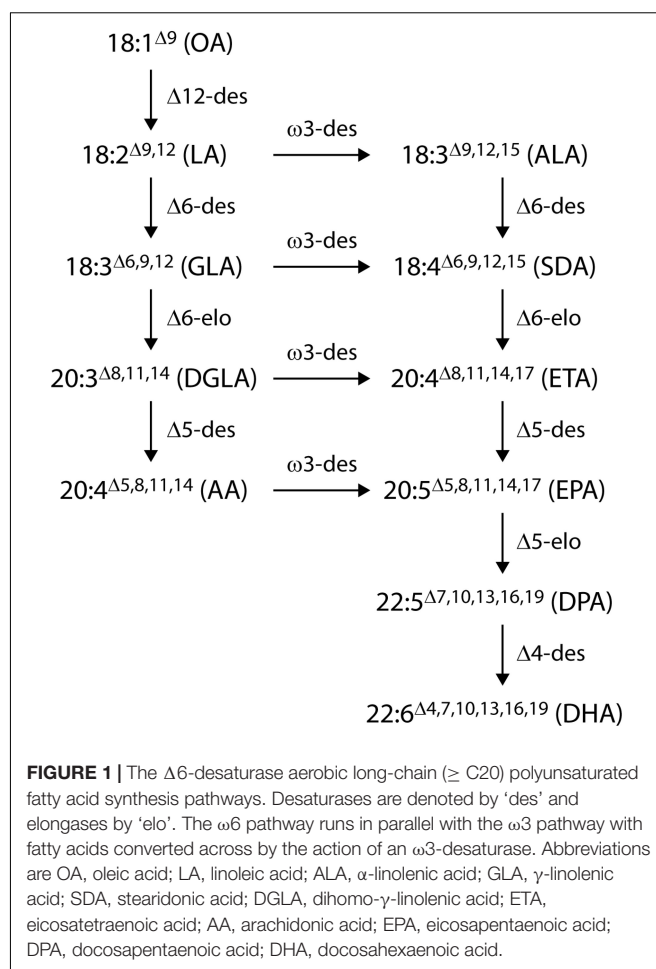 18:1Δ9 (OA)
Δ12-des
ω3-des
18:2Δ9,12 (LA)
18:3Δ9,12,15 (ALA)
Δ6-des
Δ6-des
ω3-des
18:3Δ6,9,12 (GLA)
18:4Δ6,9,12,15 (SDA)
Δ6-elo
Δ6-elo
ω3-des
20:3Δ8,11,14 (DGLA)
20:4Δ8,11,14,17 (ETA)
Δ5-des
Δ5-des
ω3-des
20:4Δ5,8,11,14 (AA)
20:5Δ5,8,11,14,17 (EPA)
Δ5-elo
22:5Δ7,10,13,16,19 (DPA)
Δ4-des
22:6Δ4,7,10,13,16,19 (DHA)
FIGURE 1 | The Δ6-desaturase aerobic long-chain (≥ C20) polyunsaturated
fatty acid synthesis pathways. Desaturases are denoted by ‘des’ and
elongases by ‘elo’. The ω6 pathway runs in parallel with the ω3 pathway with
fatty acids converted across by the action of an ω3-desaturase. Abbreviations
are OA, oleic acid; LA, linoleic acid; ALA, α-linolenic acid; GLA, γ-linolenic
acid; SDA, stearidonic acid; DGLA, dihomo-γ-linolenic acid; ETA,
eicosatetraenoic acid; AA, arachidonic acid; EPA, eicosapentaenoic acid;
DPA, docosapentaenoic acid; DHA, docosahexaenoic acid.